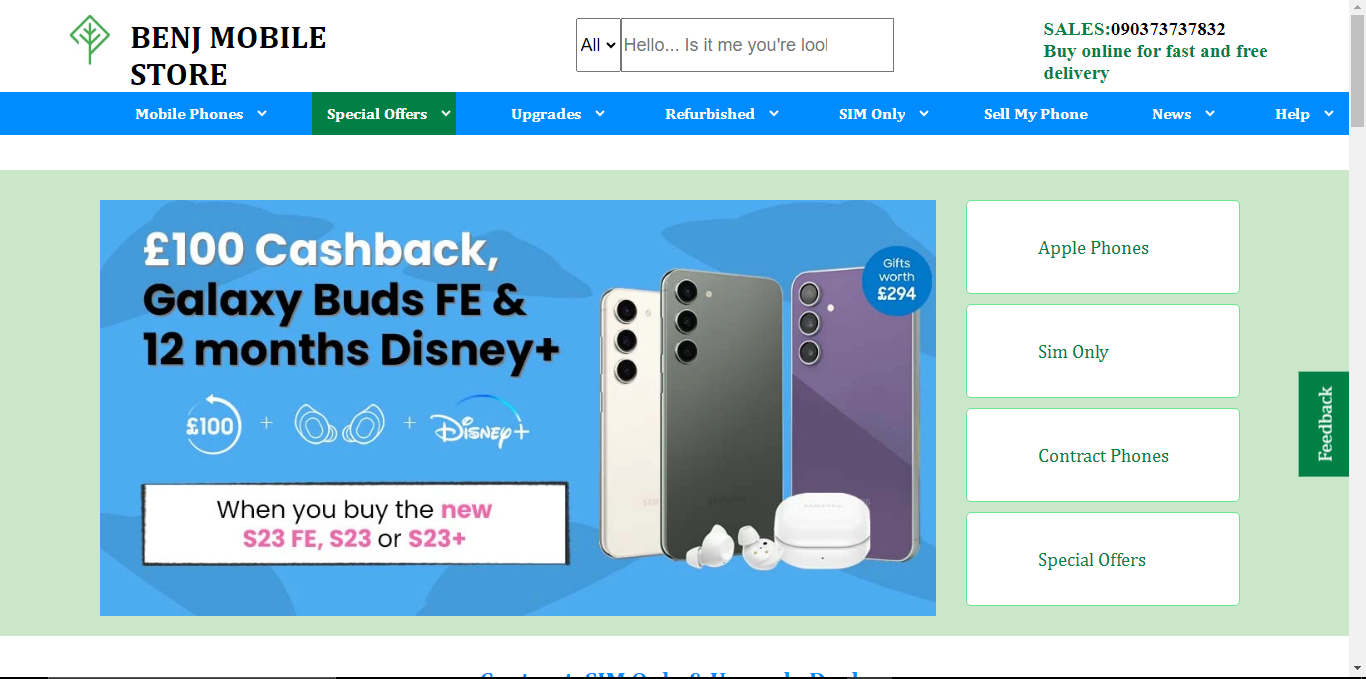 BENJ MOBILE
STORE
All
Hello... Is it me you're lool
SALES:090373737832
Buy online for fast and free
delivery
Mobile Phones
Special Offers
Upgrades
Refurbished
SIM Only
Sell My Phone
News
Help
£100 Cashback,
Galaxy Buds FE &
12 months Disney+
£100 + + Disney+
When you buy the new
S23 FE, S23 or S23+
Gifts
worth
£294
SAMSUNG
Apple Phones
Sim Only
Contract Phones
Special Offers
Feedback